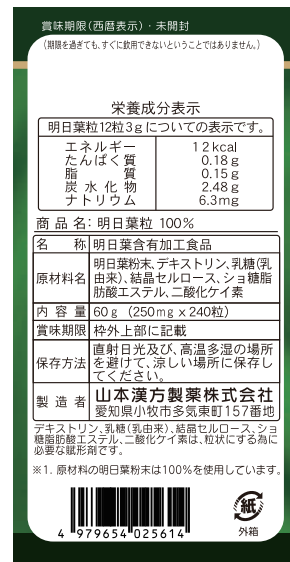 賞味期限(西暦表示)・未開封
(期限を過ぎても、すぐに飲用できないということではありません。)
栄養成分表示
明日葉粒12粒3gについての表示です。
エネルギー 12kcal
たんぱく質 0.18g
脂質 0.15g
炭水化物 2.48g
ナトリウム 6.3mg
商品名: 明日葉粒 100%
名称 明日葉含有加工食品
原材料名 明日葉粉末、デキストリン、乳糖(乳
由来)、結晶セルロース、ショ糖脂
肪酸エステル、二酸化ケイ素
内容量 60g (250mg×240粒)
賞味期限 枠外上部に記載
保存方法 直射日光及び、高温多湿の場所
を避けて、涼しい場所に保存し
てください。
製造者 山本漢方製薬株式会社
愛知県小牧市多気東町157番地
デキストリン、乳糖(乳由来)、結晶セルロース、ショ
糖脂肪酸エステル、二酸化ケイ素は、粒状にする為に
必要な賦形剤です。
※1. 原材料の明日葉粉末は100%を使用しています。
紙
外箱
4 979654 025614